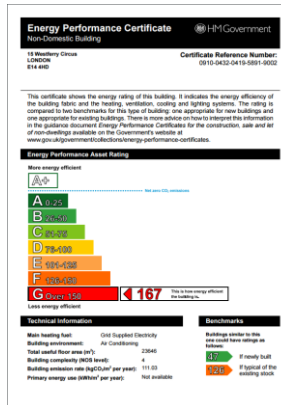 Energy Performance Certificate
Non-Domestic Building
HM Government
15 Westferry Circus
LONDON
E14 4HD
Certificate Reference Number:
0910-0432-0419-5891-9002
This certificate shows the energy rating of this building. It indicates the energy efficiency of
the building fabric and the heating, ventilation, cooling and lighting systems. The rating is
compared to two benchmarks for this type of building: one appropriate for new buildings and
one appropriate for existing buildings. There is more advice on how to interpret this information
in the guidance document Energy Performance Certificates for the construction, sale and let
of non-dwellings available on the Government's website at
www.gov.uk/government/collections/energy-performance-certificates.
Energy Performance Asset Rating
More energy efficient
A+
Net zero CO₂ emissions
A 0-25
B 26-50
C 51-75
D 76-100
E 101-125
F 126-150
G Over 150
167
This is how energy efficient
the building is.
Less energy efficient
Technical Information
Main heating fuel: Grid Supplied Electricity
Building environment: Air Conditioning
Total useful floor area (m²): 23646
Building complexity (NOS level): 4
Building emission rate (kgCO₂/m² per year): 111.03
Primary energy use (kWh/m² per year): Not available
Benchmarks
Buildings similar to this
one could have ratings as
follows:
47 If newly built
126 If typical of the
existing stock